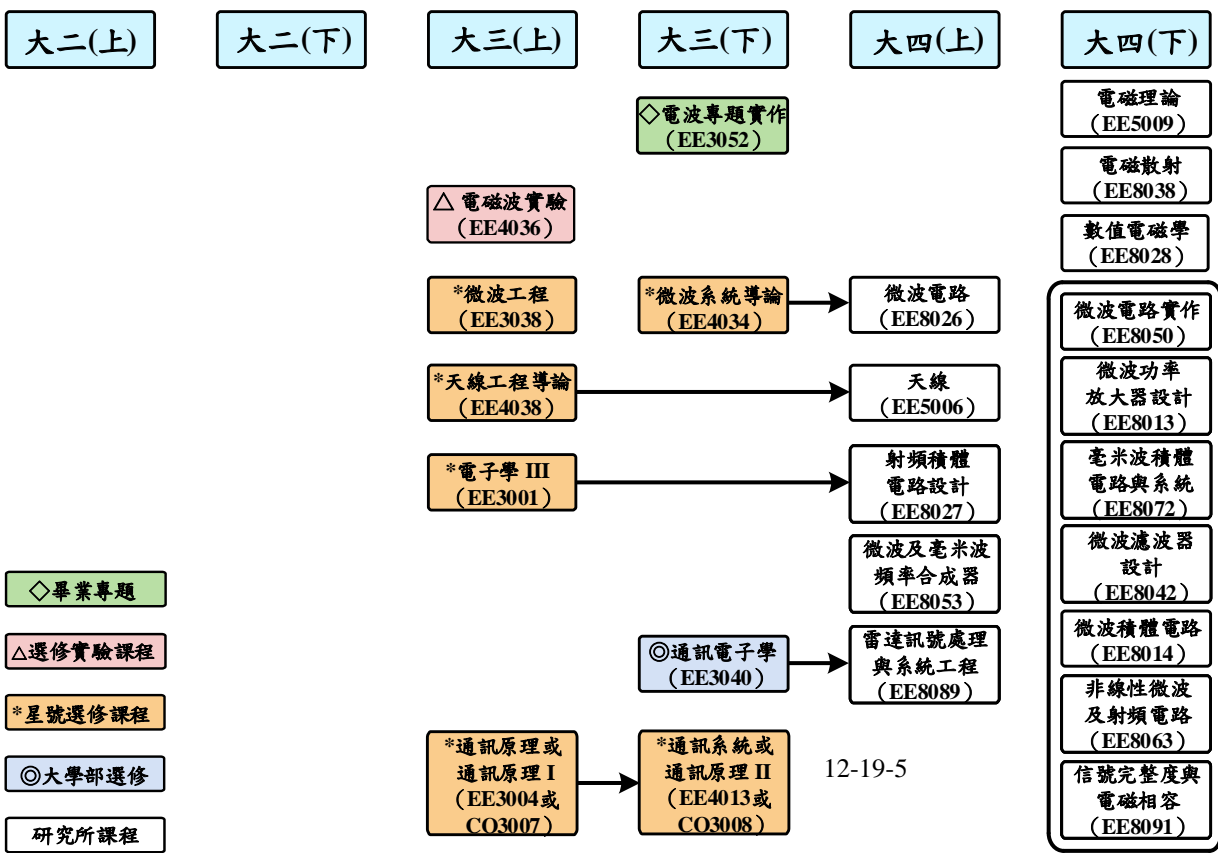 大二(上)
大二(下)
大三(上)
大三(下)
大四(上)
大四(下)
◇電波專題實作
（EE3052）
電磁理論
（EE5009）
電磁散射
（EE8038）
△ 電磁波實驗
（EE4036）
數值電磁學
（EE8028）
*微波工程
（EE3038）
*微波系統導論
（EE4034）
微波電路
（EE8026）
微波電路實作
（EE8050）
*天線工程導論
（EE4038）
天線
（EE5006）
微波功率
放大器設計
（EE8013）
*電子學 III
（EE3001）
射頻積體
電路設計
（EE8027）
毫米波積體
電路與系統
（EE8072）
微波及毫米波
頻率合成器
（EE8053）
微波濾波器
設計
（EE8042）
◎通訊電子學
（EE3040）
雷達訊號處理
與系統工程
（EE8089）
微波積體電路
（EE8014）
非線性微波
及射頻電路
（EE8063）
*通訊原理或
通訊原理 I
（EE3004或
CO3007）
*通訊系統或
通訊原理 II
（EE4013或
CO3008）
12-19-5
信號完整度與
電磁相容
（EE8091）
◇畢業專題
△選修實驗課程
*星號選修課程
◎大學部選修
研究所課程